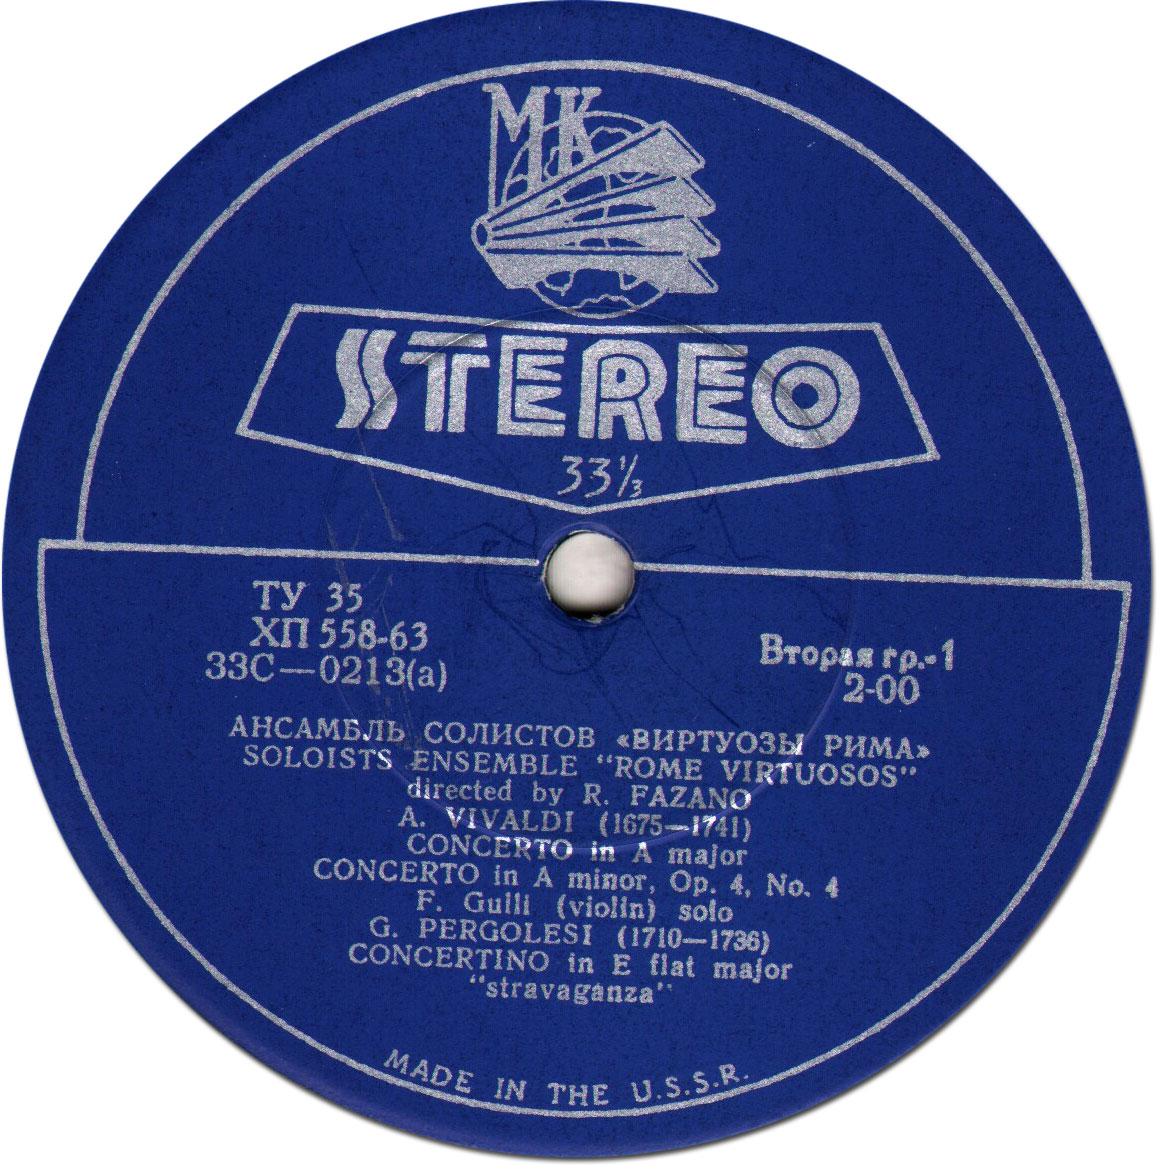 МК
STEREO
33⅓
ТУ 35
ХП 558-63
33С—0213(а)
Вторая гр.-1
2-00
АНСАМБЛЬ СОЛИСТОВ «ВИРТУОЗЫ РИМА»
SOLOISTS ENSEMBLE "ROME VIRTUOSOS"
directed by R. FAZANO
A. VIVALDI (1675—1741)
CONCERTO in A major
CONCERTO in A minor, Op. 4, No. 4
F. Gulli (violin) solo
G. PERGOLESI (1710—1736)
CONCERTINO in E flat major
"stravaganza"
MADE IN THE U.S.S.R.